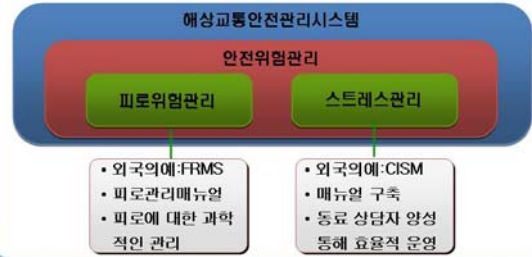 해상교통안전관리시스템
안전위험관리
피로위험관리
스트레스관리
• 외국의예:FRMS
• 피로관리매뉴얼
• 피로에 대한 과학
적인 관리
• 외국의예:CISM
• 매뉴얼 구축
• 동료 상담자 양성
통해 효율적 운영